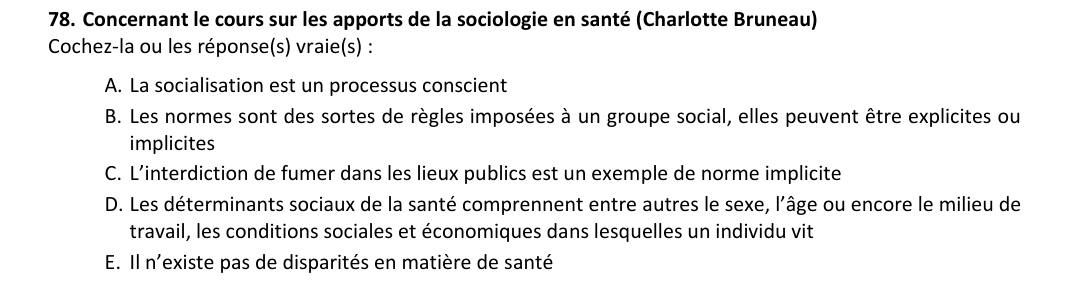 78. Concernant le cours sur les apports de la sociologie en santé (Charlotte Bruneau)
Cochez-la ou les réponse(s) vraie(s) :
A. La socialisation est un processus conscient
B. Les normes sont des sortes de règles imposées à un groupe social, elles peuvent être explicites ou
implicites
C. L’interdiction de fumer dans les lieux publics est un exemple de norme implicite
D. Les déterminants sociaux de la santé comprennent entre autres le sexe, l’âge ou encore le milieu de
travail, les conditions sociales et économiques dans lesquelles un individu vit
E. Il n’existe pas de disparités en matière de santé